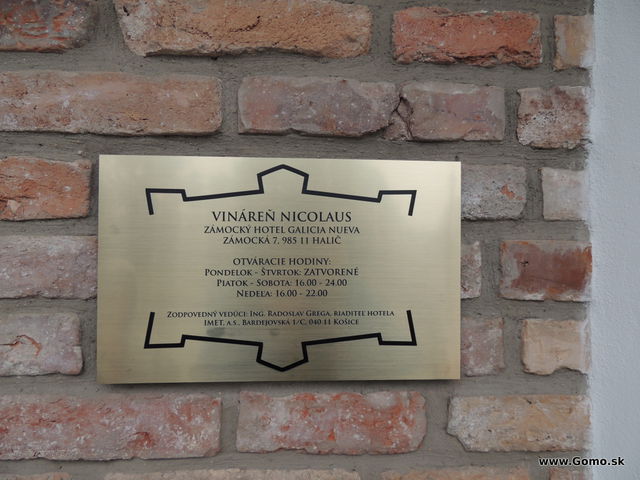 VINÁREŇ NICOLAUS
ZÁMOCKÝ HOTEL GALICIA NUEVA
ZÁMOCKÁ 7, 985 11 HALIČ
OTVÁRACIE HODINY:
PONDELOK - ŠTVRTOK: ZATVORENÉ
PIATOK - SOBOTA: 16.00 - 24.00
NEDEĽA: 16.00 - 22.00
ZODPOVEDNÝ VEDÚCI: ING. RADOSLAV GREGA, RIADITEĽ HOTELA
IMET, A.S., BARDEJOVSKÁ 1/C, 040 11 KOŠICE
www.Gomo.sk